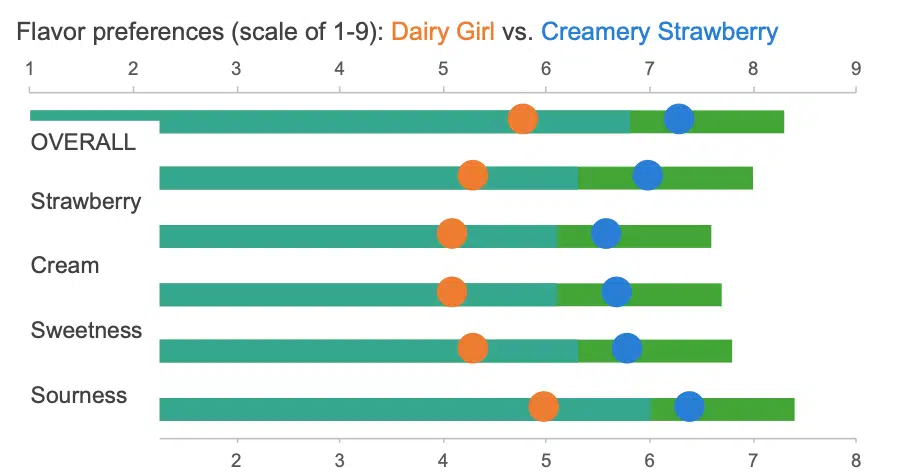 Flavor preferences (scale of 1-9): Dairy Girl vs. Creamery Strawberry
1 2 3 4 5 6 7 8 9
OVERALL
Strawberry
Cream
Sweetness
Sourness
2 3 4 5 6 7 8